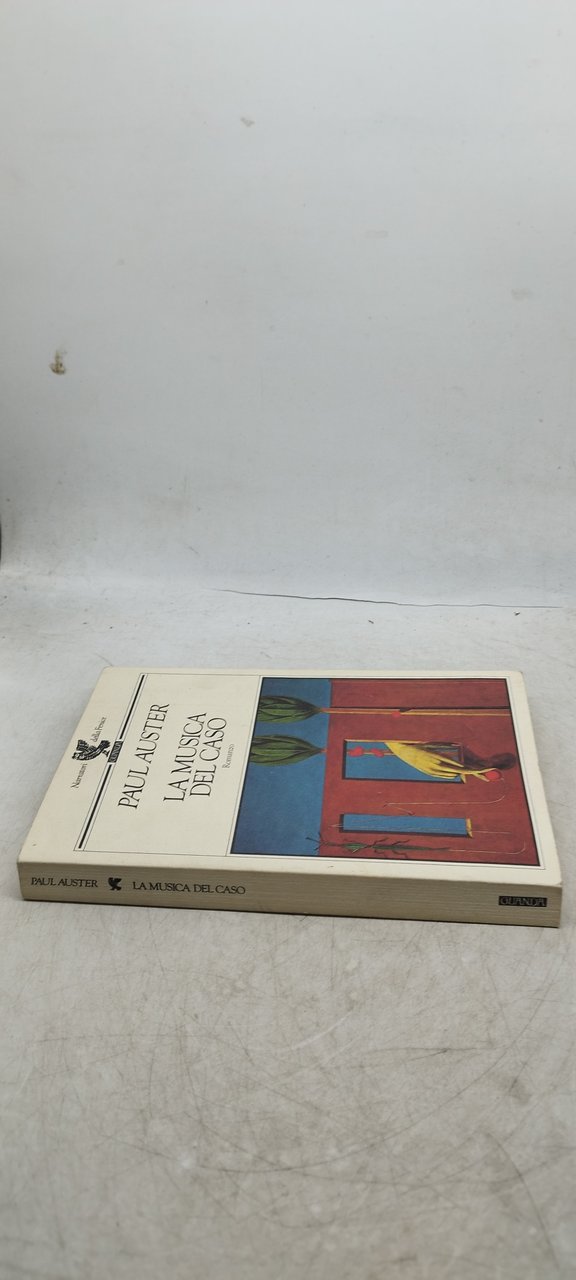 Narratori della Fenice
GUANDA
PAUL AUSTER
LA MUSICA
DEL CASO
Romanzo
PAUL AUSTER LA MUSICA DEL CASO GUANDA